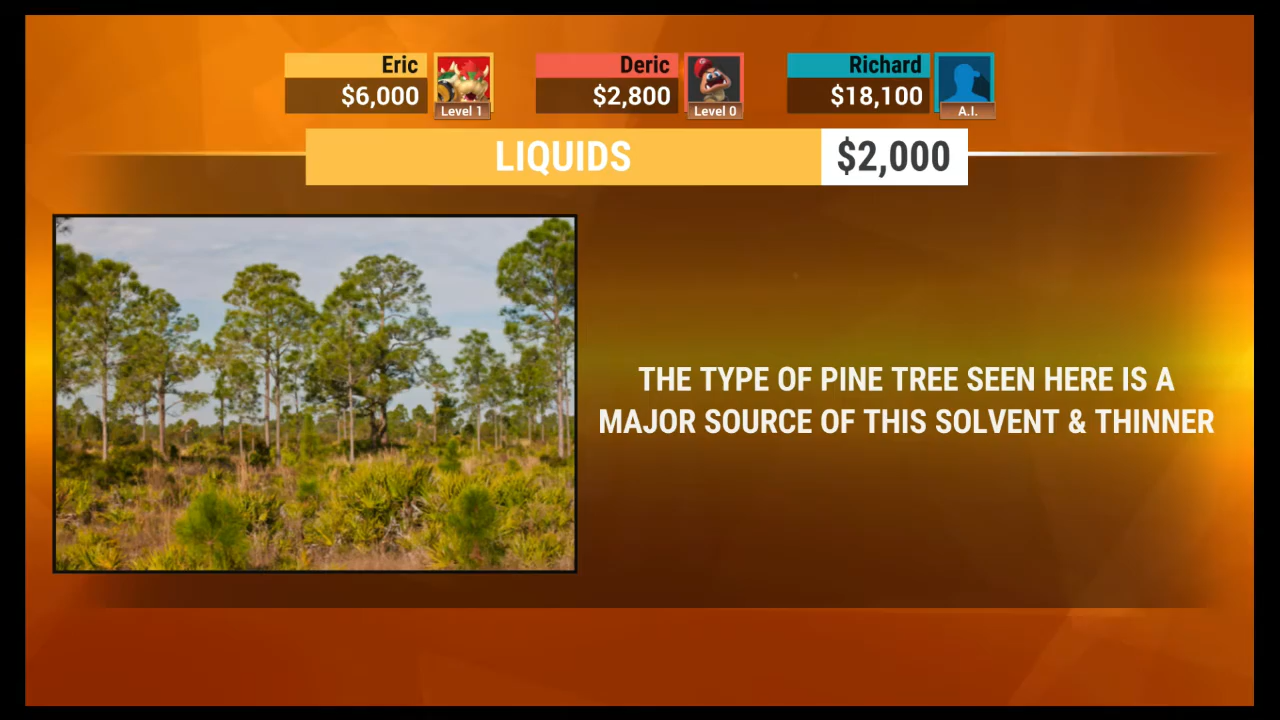 Eric
$6,000
Level 1
Deric
$2,800
Level 0
Richard
$18,100
A.I.
LIQUIDS
$2,000
THE TYPE OF PINE TREE SEEN HERE IS A
MAJOR SOURCE OF THIS SOLVENT & THINNER